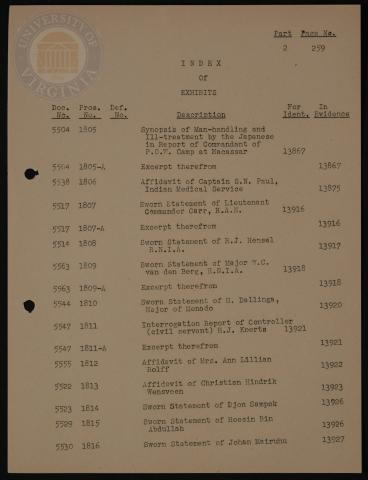 UNIVERSITY OF VIRGINIA
Part Page No.
2 259
INDEX
Of
EXHIBITS
Doc. Pros. Def. For In
No. No. No. Description Ident. Evidence
5504 1805 Synopsis of Man-handling and
Ill-treatment by the Japanese
in Report of Commandant of
P.O.W. Camp at Macassar 13867
5504 1805-A Excerpt therefrom 13867
5538 1806 Affidavit of Captain S.N. Paul,
Indian Medical Service 13875
5517 1807 Sworn Statement of Lieutenant
Commander Carr, R.A.N. 13916
5517 1807-A Excerpt therefrom 13916
1808 Sworn Statement of R.J. Hensel
R.N.I.A. 13917
5563 1809 Sworn Statement of Major W.C.
van den Berg, R.N.I.A. 13918
5563 1809-A Excerpt therefrom 13918
5544 1810 Sworn Statement of H. Dallinga,
Major of Menado 13920
5547 1811 Interrogation Report of Controller
(civil servant) H.J. Koerts 13921
5547 1811-A Excerpt therefrom 13921
5555 1812 Affidavit of Mrs. Ann Lillian
Rolff 13922
5522 1813 Affidavit of Christian Hindrik
Wensveen 13923
5523 1814 Sworn Statement of Djon Sampok 13926
5529 1815 Sworn Statement of Hossin Bin
Abdullah 13926
5530 1816 Sworn Statement of Johan Mairuhu 13927